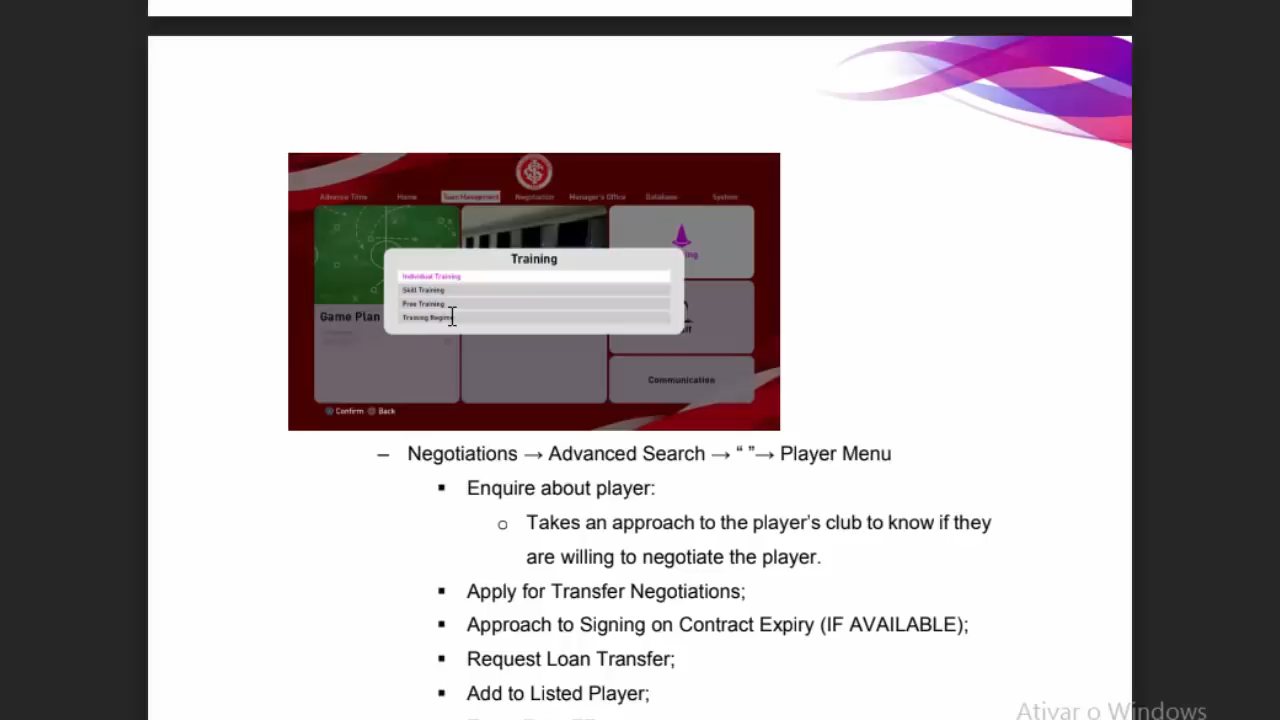 Advance Time Home Team Management Negotiation Manager's Office Database System
Training
Individual Training
Skill Training
Free Training
Training Regime
Game Plan
Communication
Confirm Back
– Negotiations → Advanced Search → “ ”→ Player Menu
▪ Enquire about player:
o Takes an approach to the player’s club to know if they
are willing to negotiate the player.
▪ Apply for Transfer Negotiations;
▪ Approach to Signing on Contract Expiry (IF AVAILABLE);
▪ Request Loan Transfer;
▪ Add to Listed Player;
Ativar o Windows